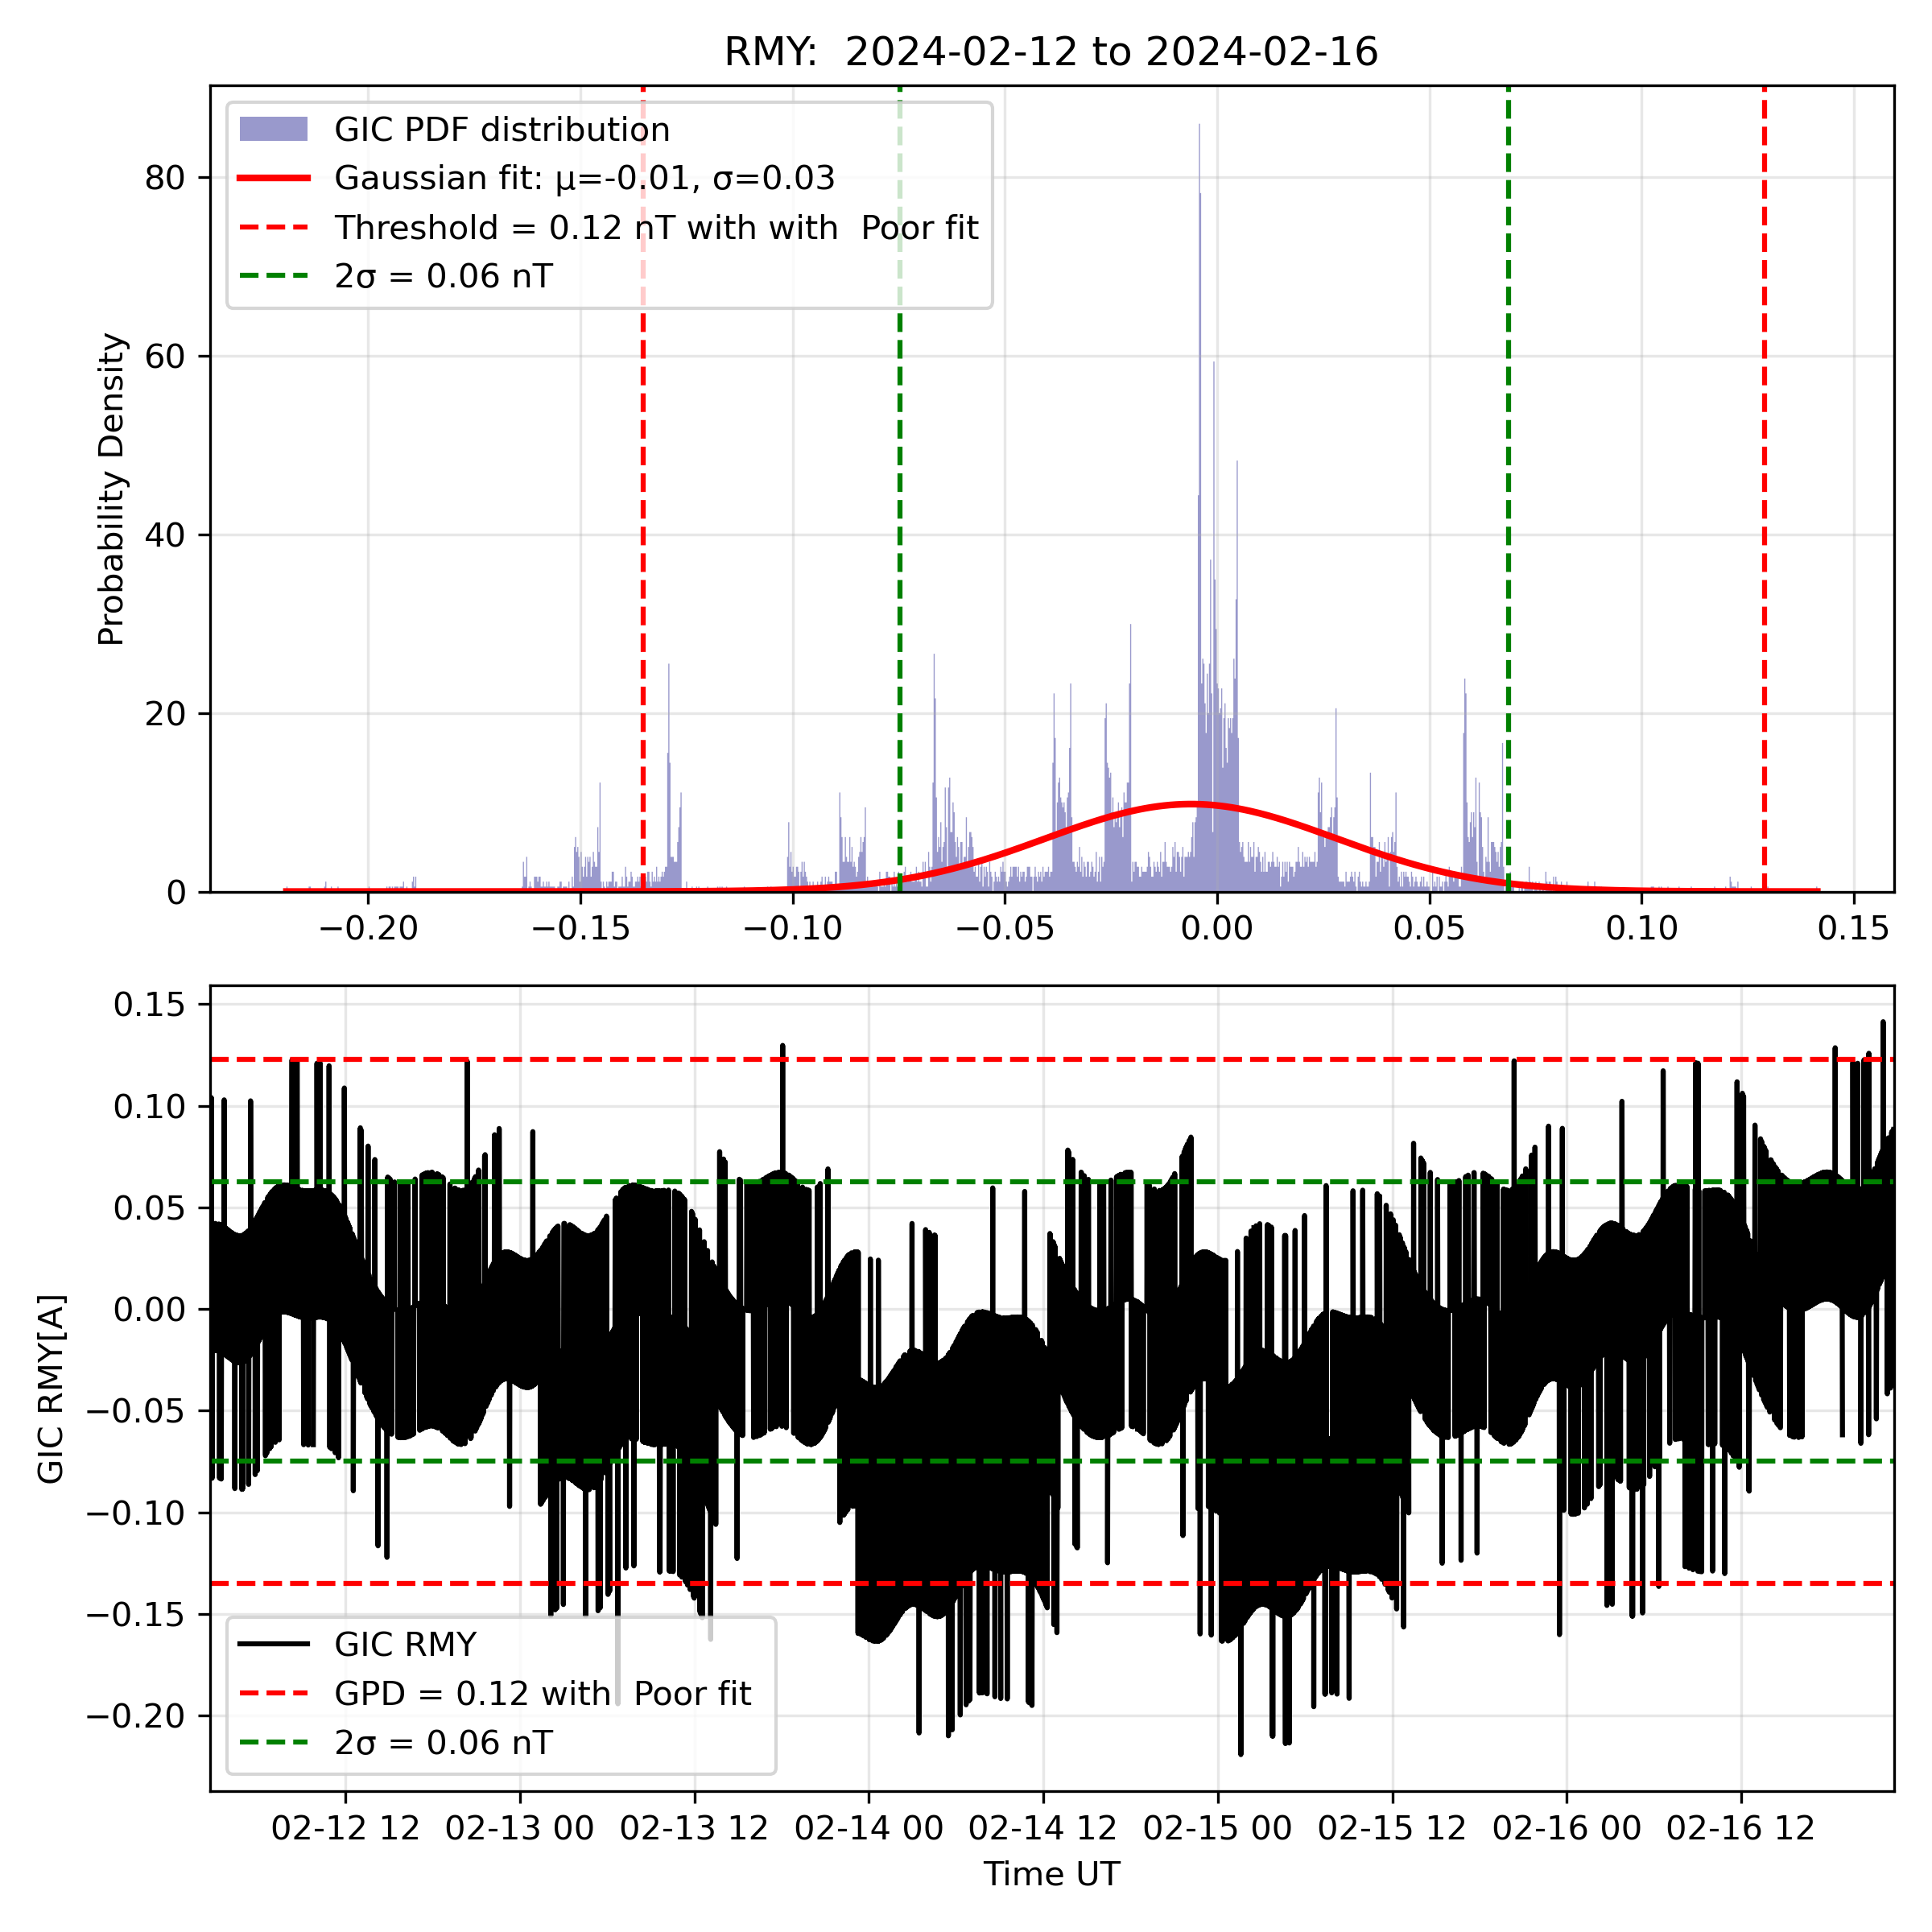 RMY:  2024-02-12 to 2024-02-16
GIC PDF distribution
Gaussian fit: μ=-0.01, σ=0.03
Threshold = 0.12 nT with with  Poor fit
2σ = 0.06 nT
Probability Density
80
60
40
20
0
−0.20 −0.15 −0.10 −0.05 0.00 0.05 0.10 0.15
0.15
0.10
0.05
0.00
−0.05
−0.10
−0.15
−0.20
GIC RMY[A]
GIC RMY
GPD = 0.12 with  Poor fit
2σ = 0.06 nT
02-12 12 02-13 00 02-13 12 02-14 00 02-14 12 02-15 00 02-15 12 02-16 00 02-16 12
Time UT